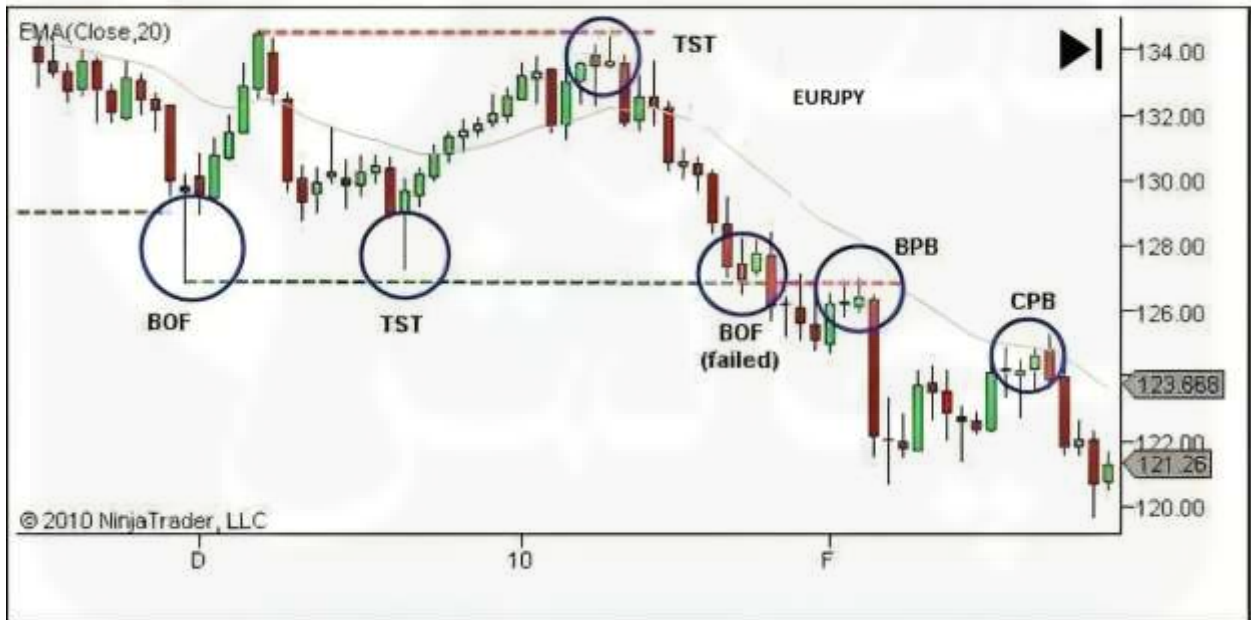 EMA(Close,20)
TST
EURJPY
134.00
132.00
130.00
128.00
BPB
126.00
BOF
TST
BOF
(failed)
CPB
123.668
122.00
121.26
120.00
© 2010 NinjaTrader, LLC
D
10
F